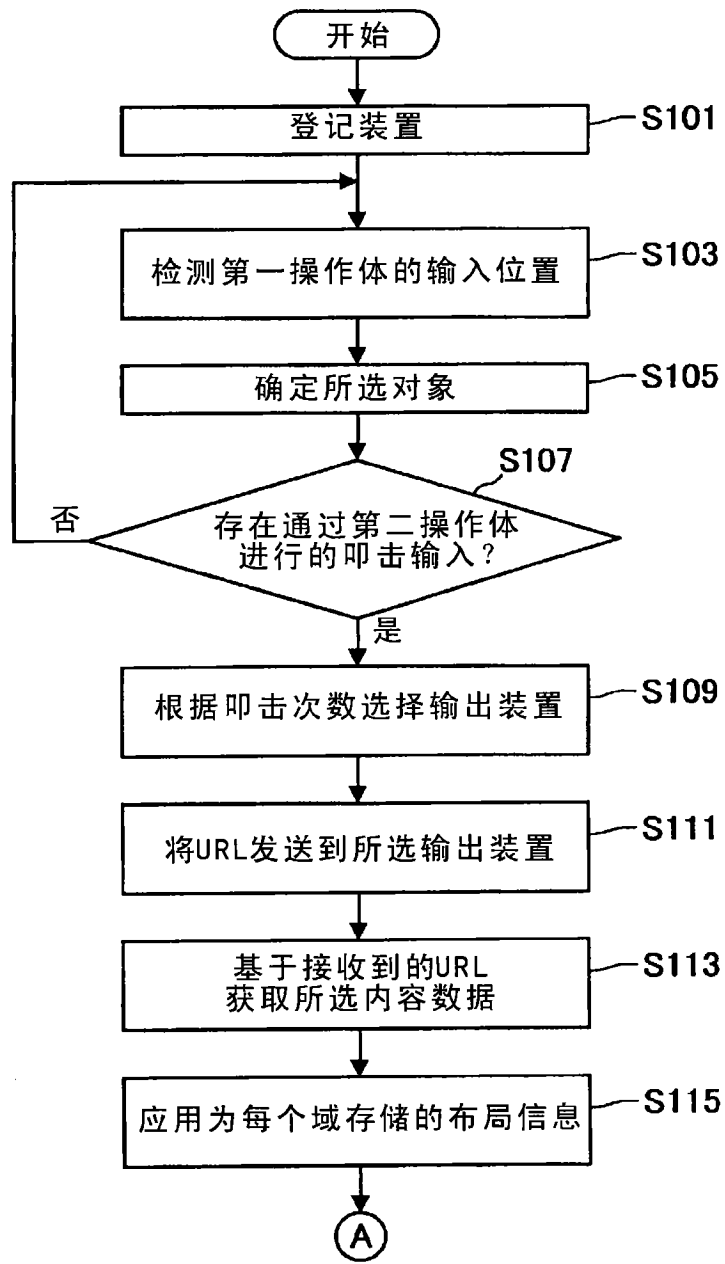 开始
登记装置
S101
检测第一操作体的输入位置
S103
确定所选对象
S105
S107
存在通过第二操作体
进行的叩击输入?
否
是
根据叩击次数选择输出装置
S109
将URL发送到所选输出装置
S111
基于接收到的URL
获取所选内容数据
S113
应用为每个域存储的布局信息
S115
A